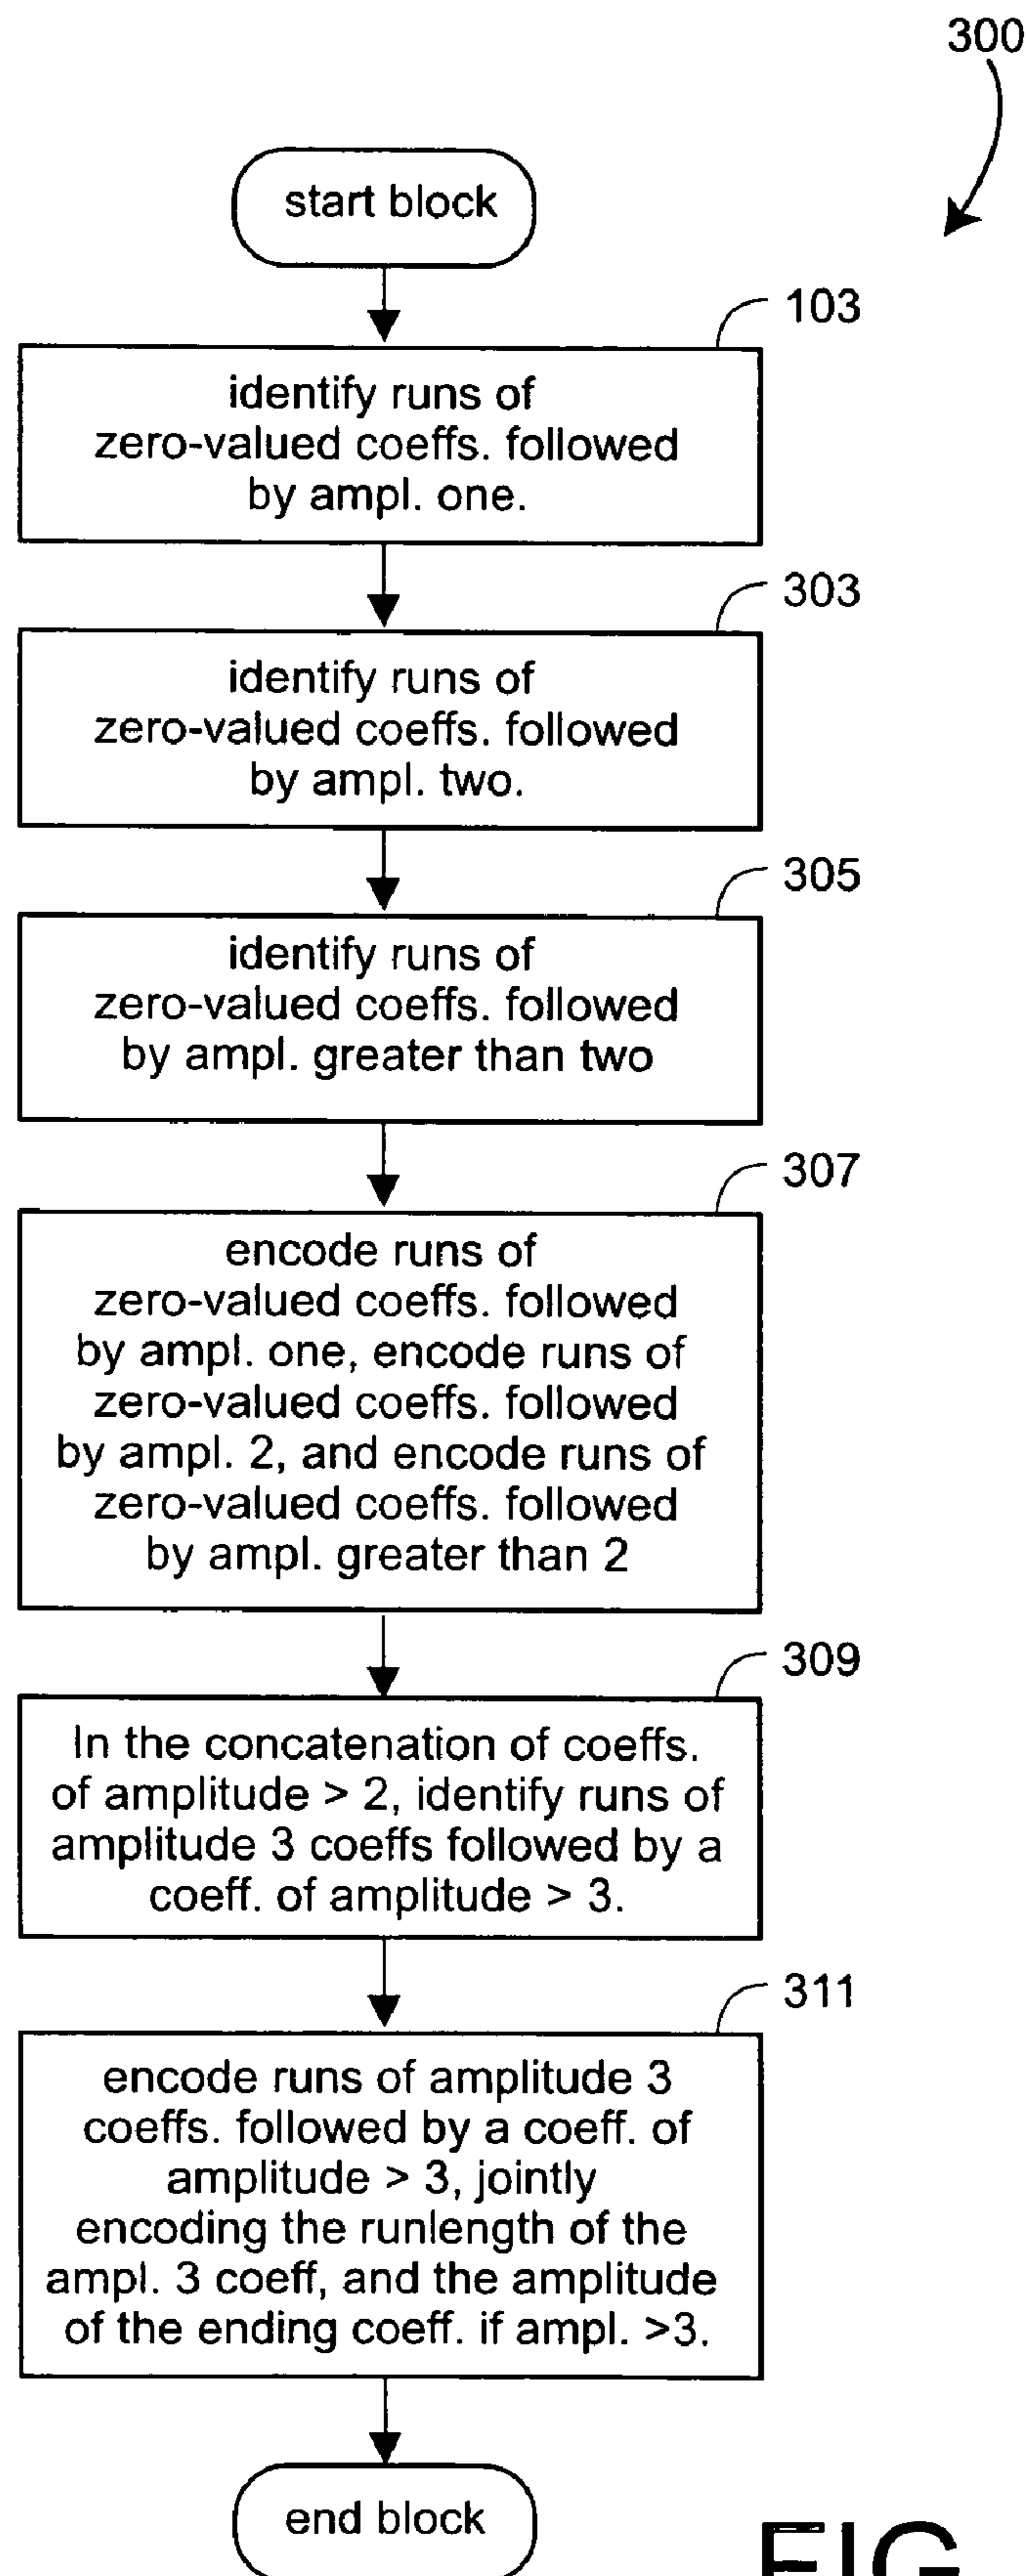 300
start block
103
identify runs of
zero-valued coeffs. followed
by ampl. one.
303
identify runs of
zero-valued coeffs. followed
by ampl. two.
305
identify runs of
zero-valued coeffs. followed
by ampl. greater than two
307
encode runs of
zero-valued coeffs. followed
by ampl. one, encode runs of
zero-valued coeffs. followed
by ampl. 2, and encode runs of
zero-valued coeffs. followed
by ampl. greater than 2
309
In the concatenation of coeffs.
of amplitude > 2, identify runs of
amplitude 3 coeffs followed by a
coeff. of amplitude > 3.
311
encode runs of amplitude 3
coeffs. followed by a coeff. of
amplitude > 3, jointly
encoding the runlength of the
ampl. 3 coeff, and the amplitude
of the ending coeff. if ampl. >3.
end block
FIG